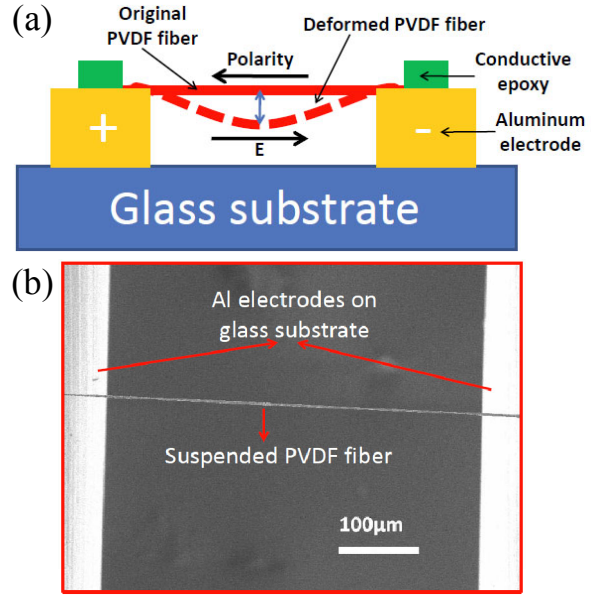 (a)
Original
PVDF fiber
Deformed PVDF fiber
Polarity
Conductive
epoxy
+
E
-
Aluminum
electrode
Glass substrate
(b)
Al electrodes on
glass substrate
Suspended PVDF fiber
100µm